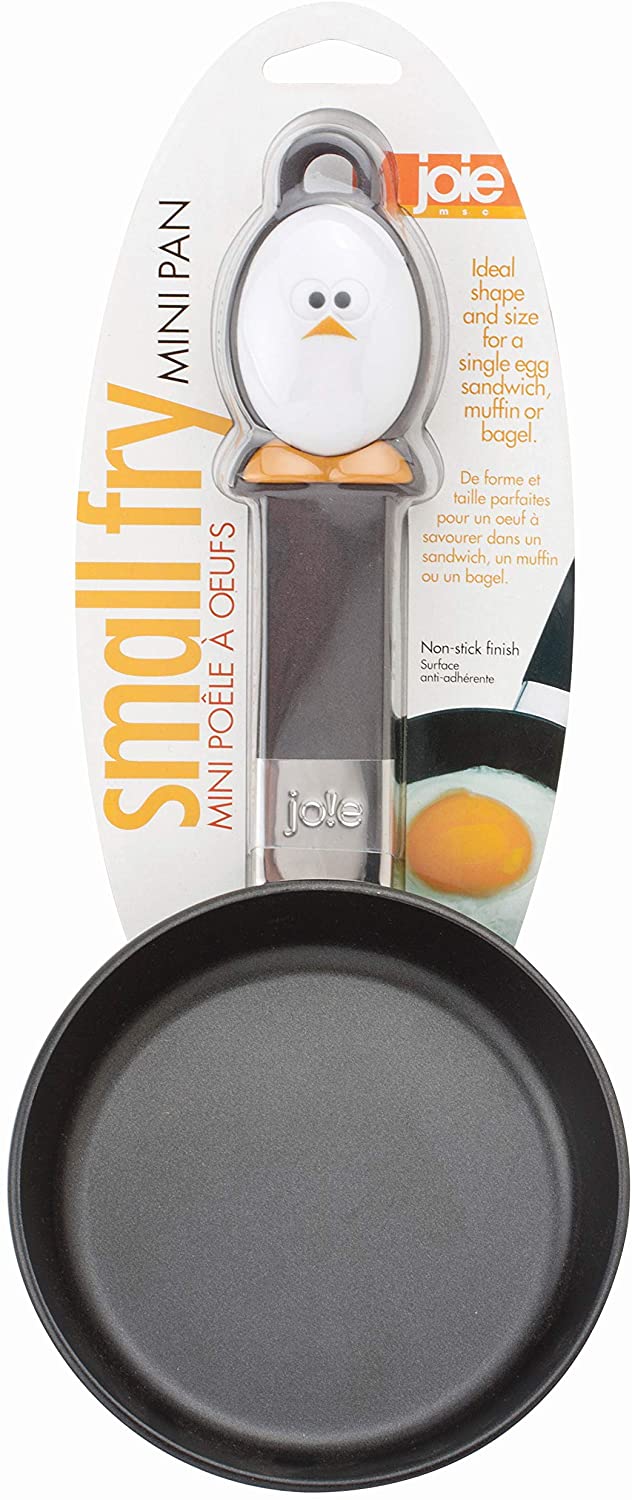 joie
msc
Ideal
shape
and size
for a
single egg
sandwich,
muffin or
bagel.
De forme et
taille parfaites
pour un oeuf à
savourer dans un
sandwich, un muffin
ou un bagel.
Non-stick finish
Surface
anti-adhérente
small fry
MINI PAN
MINI POÊLE À OEUFS
jo!e